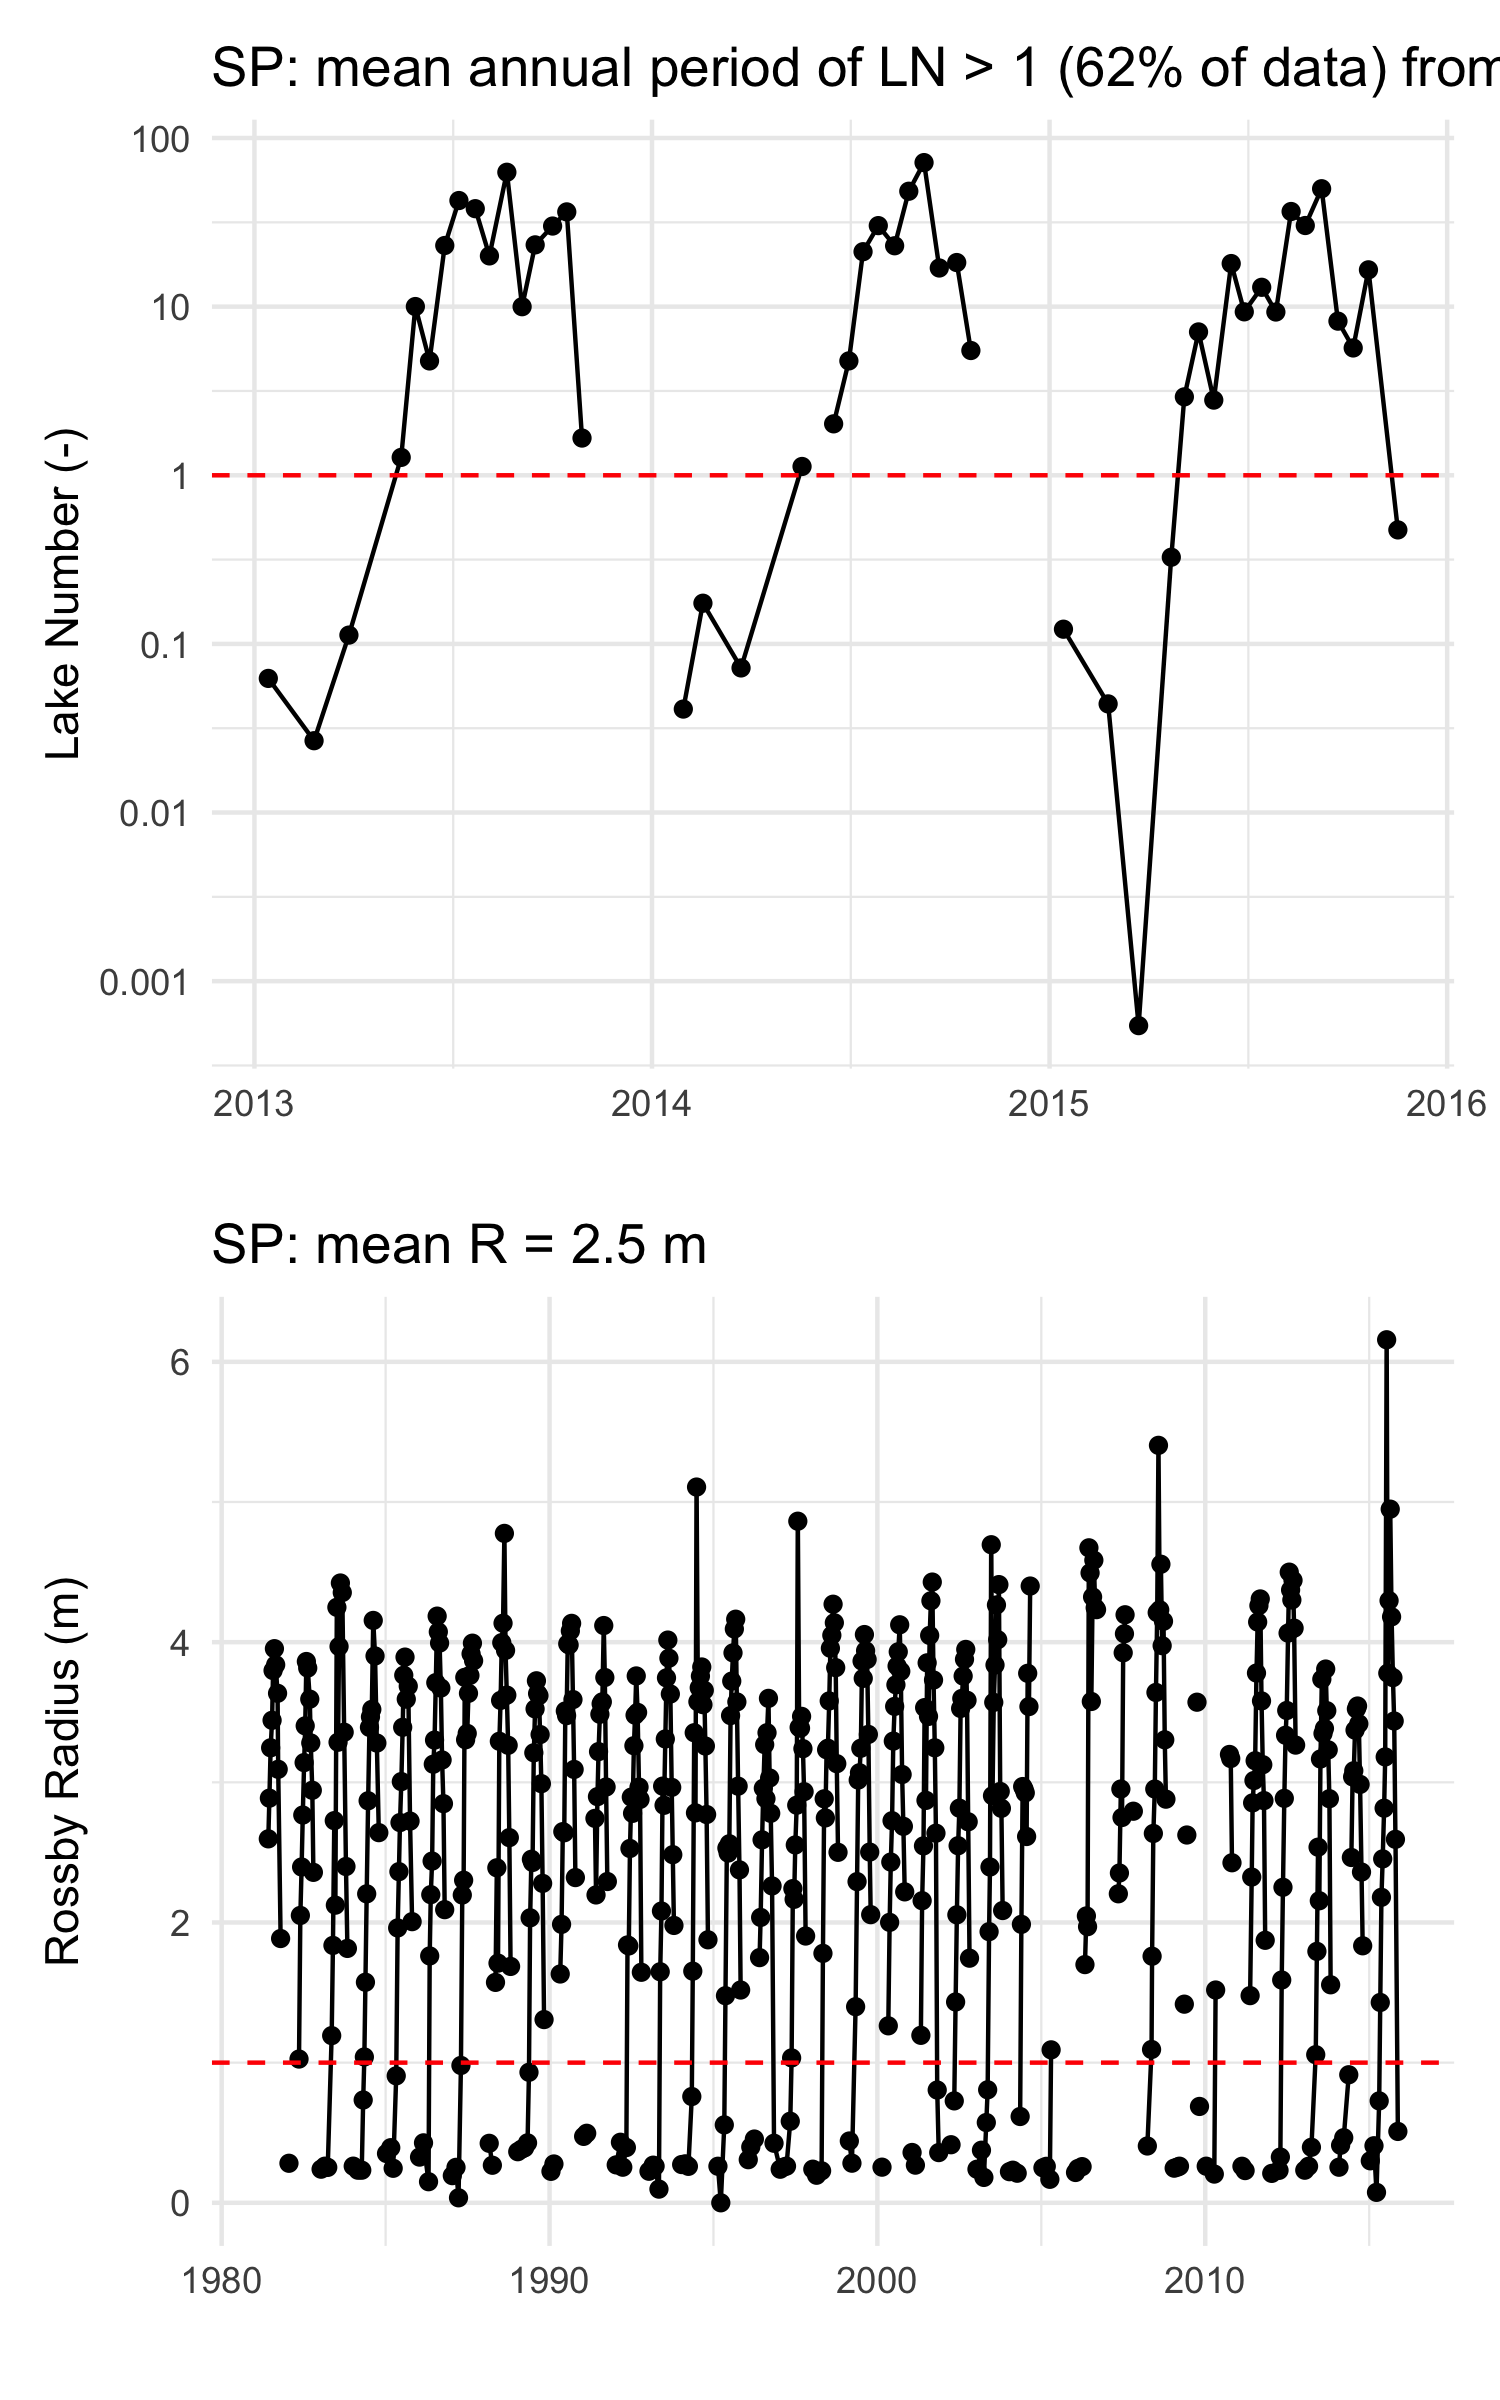 SP: mean annual period of LN > 1 (62% of data) from
100
10
1
0.1
0.01
0.001
Lake Number (-)
2013 2014 2015 2016
SP: mean R = 2.5 m
6
4
2
0
Rossby Radius (m)
1980 1990 2000 2010